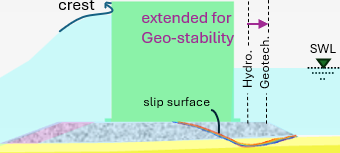 crest
extended for
Geo-stability
Hydro.
Geotech.
SWL
slip surface